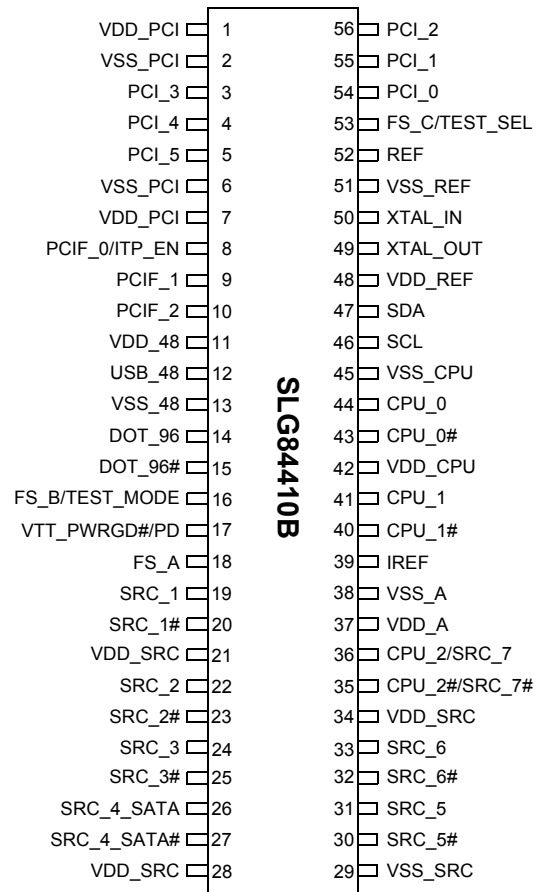 VDD_PCI 1 56 PCI_2
VSS_PCI 2 55 PCI_1
PCI_3 3 54 PCI_0
PCI_4 4 53 FS_C/TEST_SEL
PCI_5 5 52 REF
VSS_PCI 6 51 VSS_REF
VDD_PCI 7 50 XTAL_IN
PCIF_0/ITP_EN 8 49 XTAL_OUT
PCIF_1 9 48 VDD_REF
PCIF_2 10 47 SDA
VDD_48 11 46 SCL
USB_48 12 45 VSS_CPU
VSS_48 13 44 CPU_0
DOT_96 14 43 CPU_0#
DOT_96# 15 42 VDD_CPU
FS_B/TEST_MODE 16 41 CPU_1
VTT_PWRGD#/PD 17 40 CPU_1#
FS_A 18 39 IREF
SRC_1 19 38 VSS_A
SRC_1# 20 37 VDD_A
VDD_SRC 21 36 CPU_2/SRC_7
SRC_2 22 35 CPU_2#/SRC_7#
SRC_2# 23 34 VDD_SRC
SRC_3 24 33 SRC_6
SRC_3# 25 32 SRC_6#
SRC_4_SATA 26 31 SRC_5
SRC_4_SATA# 27 30 SRC_5#
VDD_SRC 28 29 VSS_SRC
SLG84410B